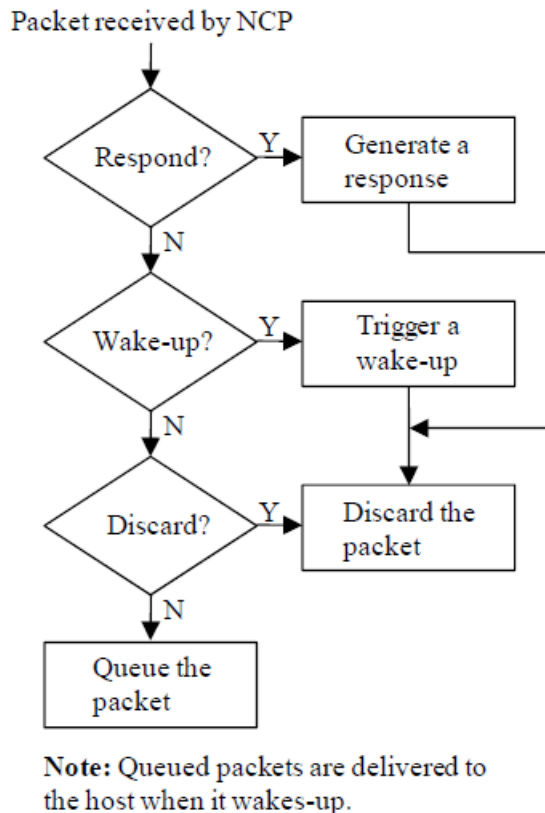 Packet received by NCP
Respond?
Y
Generate a
response
N
Wake-up?
Y
Trigger a
wake-up
N
Discard?
Y
Discard the
packet
N
Queue the
packet
Note: Queued packets are delivered to
the host when it wakes-up.